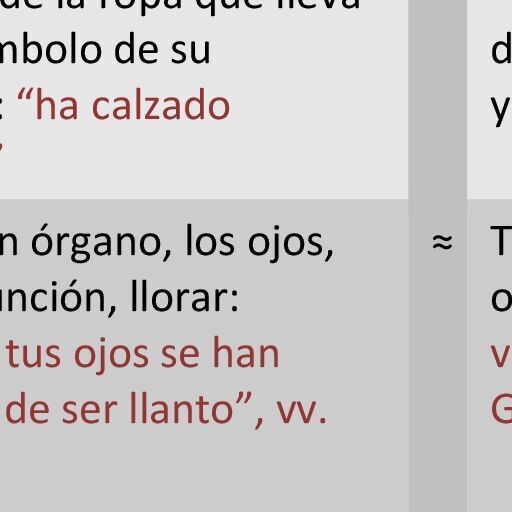 de la ropa que lleva
mbolo de su
: “ha calzado
”
n órgano, los ojos,
unción, llorar:
tus ojos se han
de ser llanto”, vv.
≈
d
y
T
o
v
G